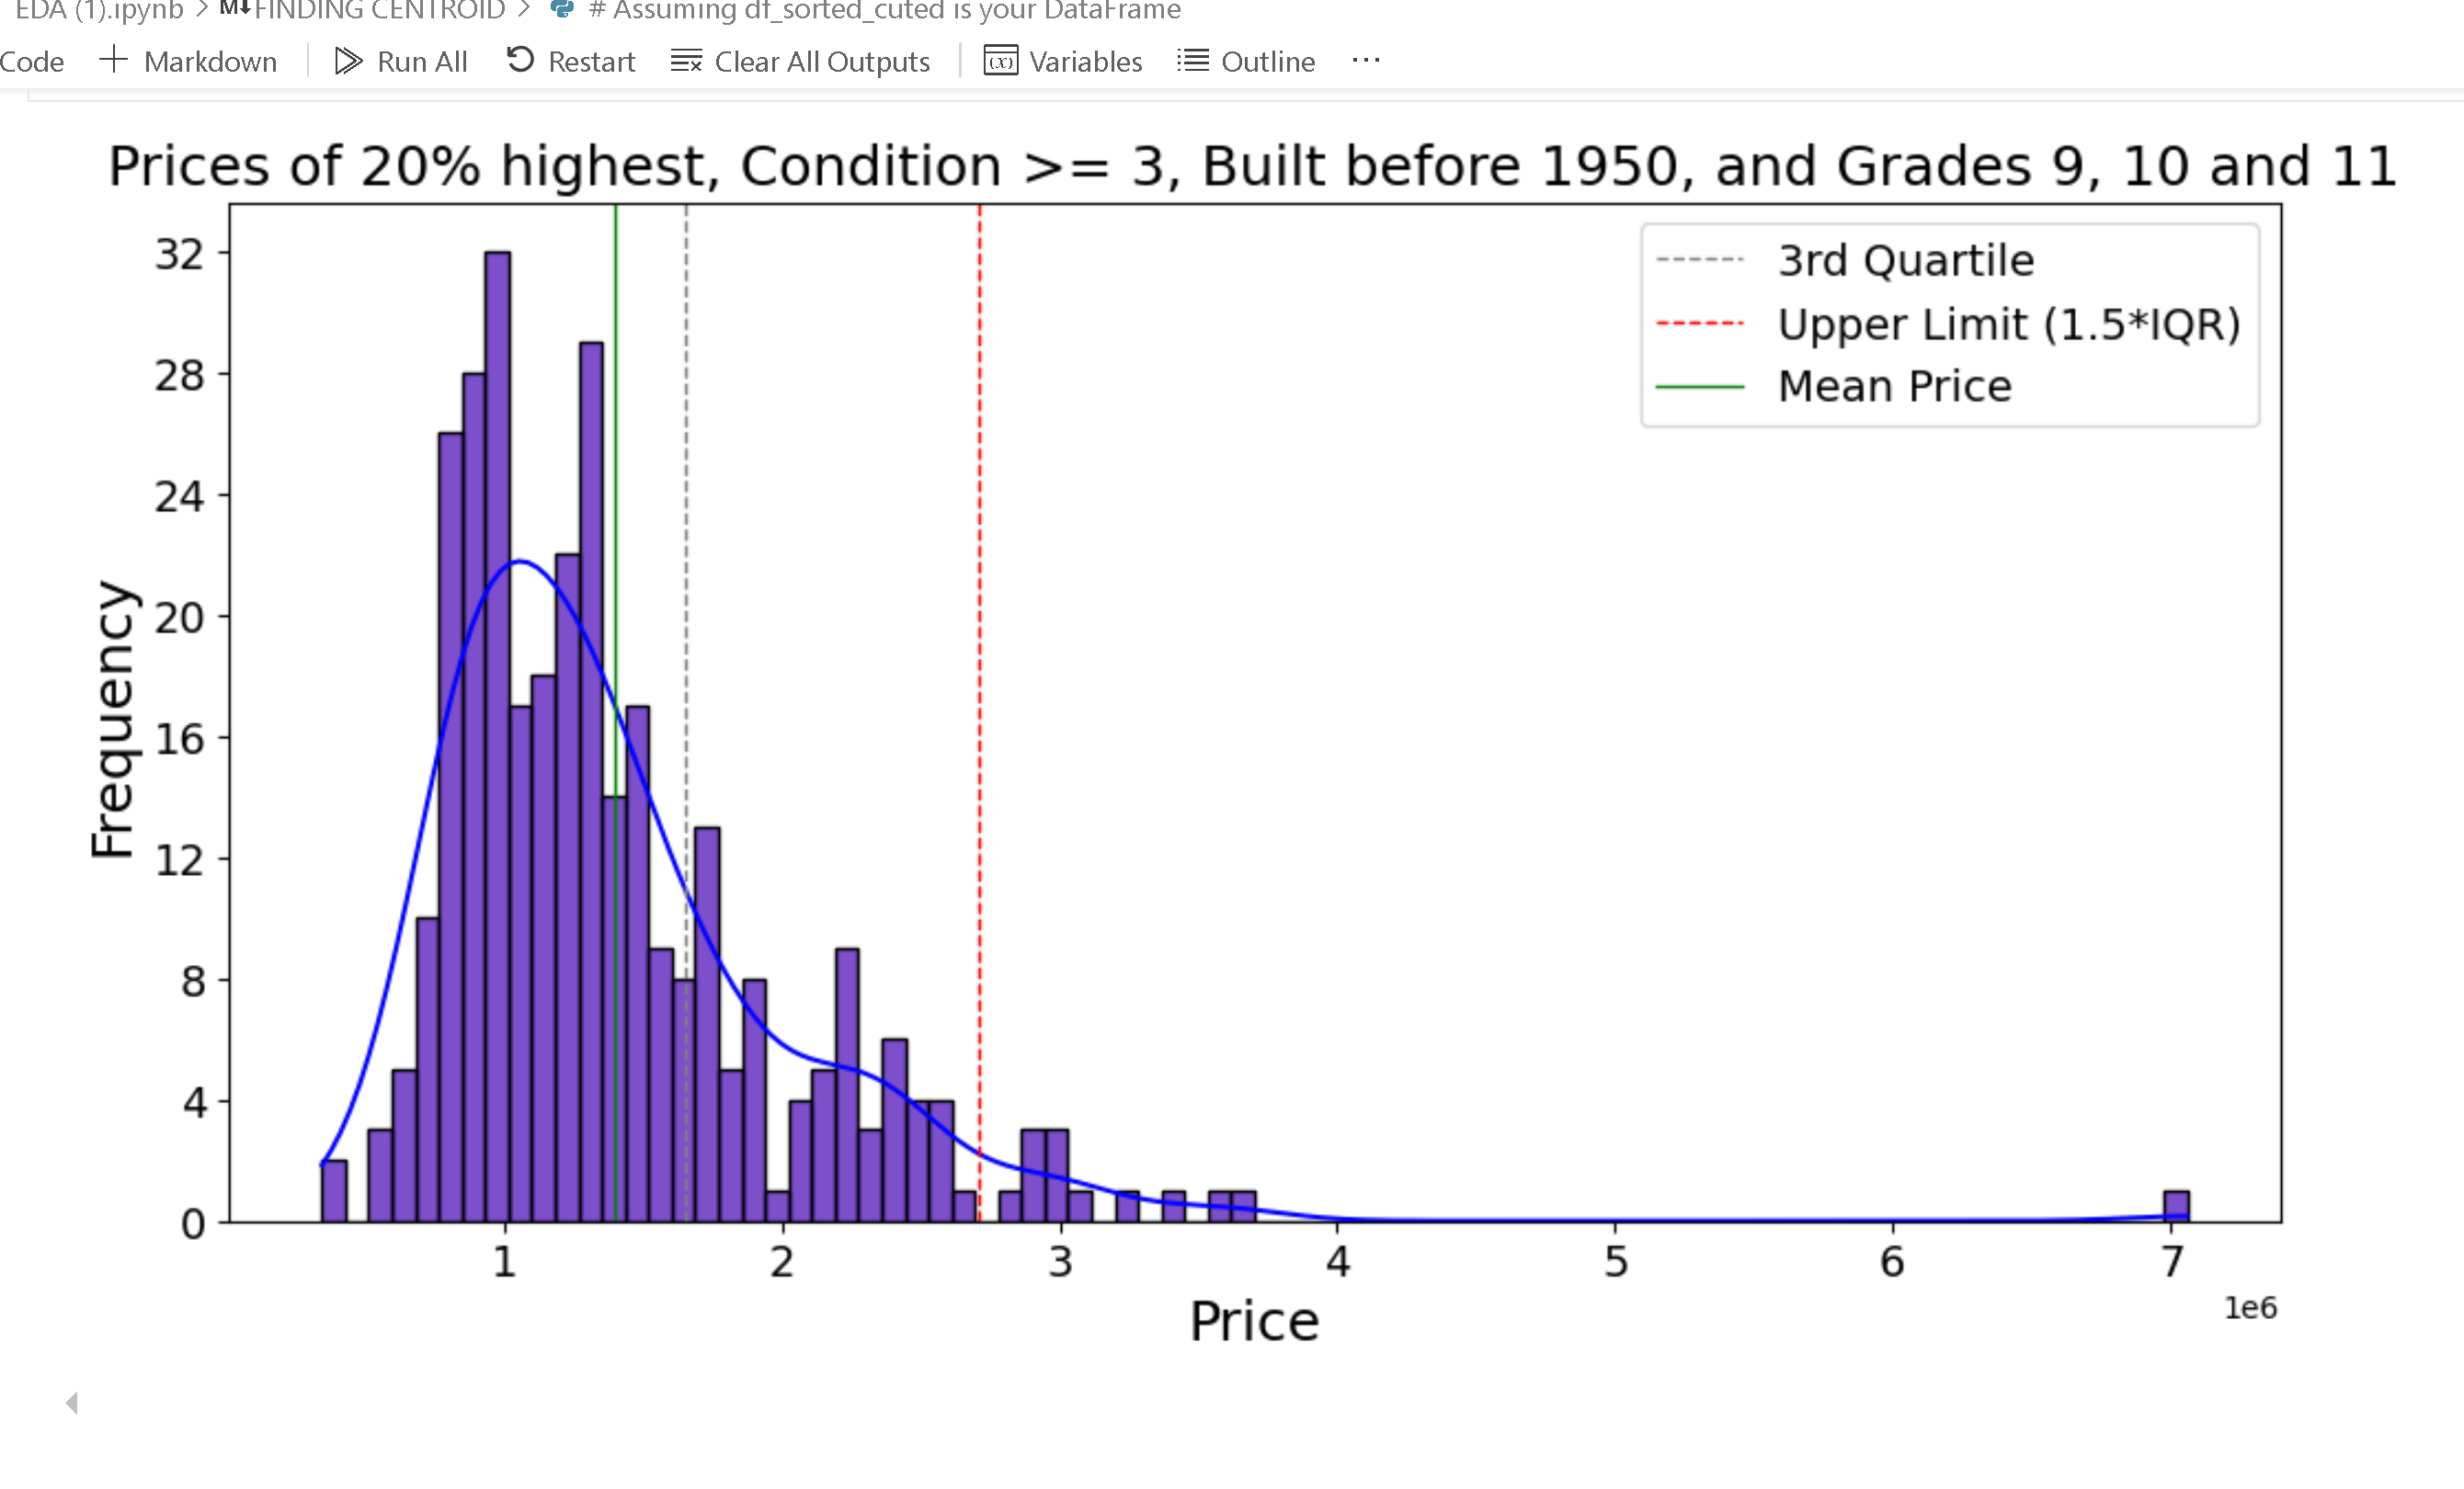 EDA (1).ipynb > M↓FINDING CENTROID > # Assuming df_sorted_cuted is your DataFrame
Code + Markdown Run All Restart Clear All Outputs (x) Variables Outline ...
Prices of 20% highest, Condition >= 3, Built before 1950, and Grades 9, 10 and 11
3rd Quartile
Upper Limit (1.5*IQR)
Mean Price
32
28
24
20
16
12
8
4
0
Frequency
1 2 3 4 5 6 7
1e6
Price